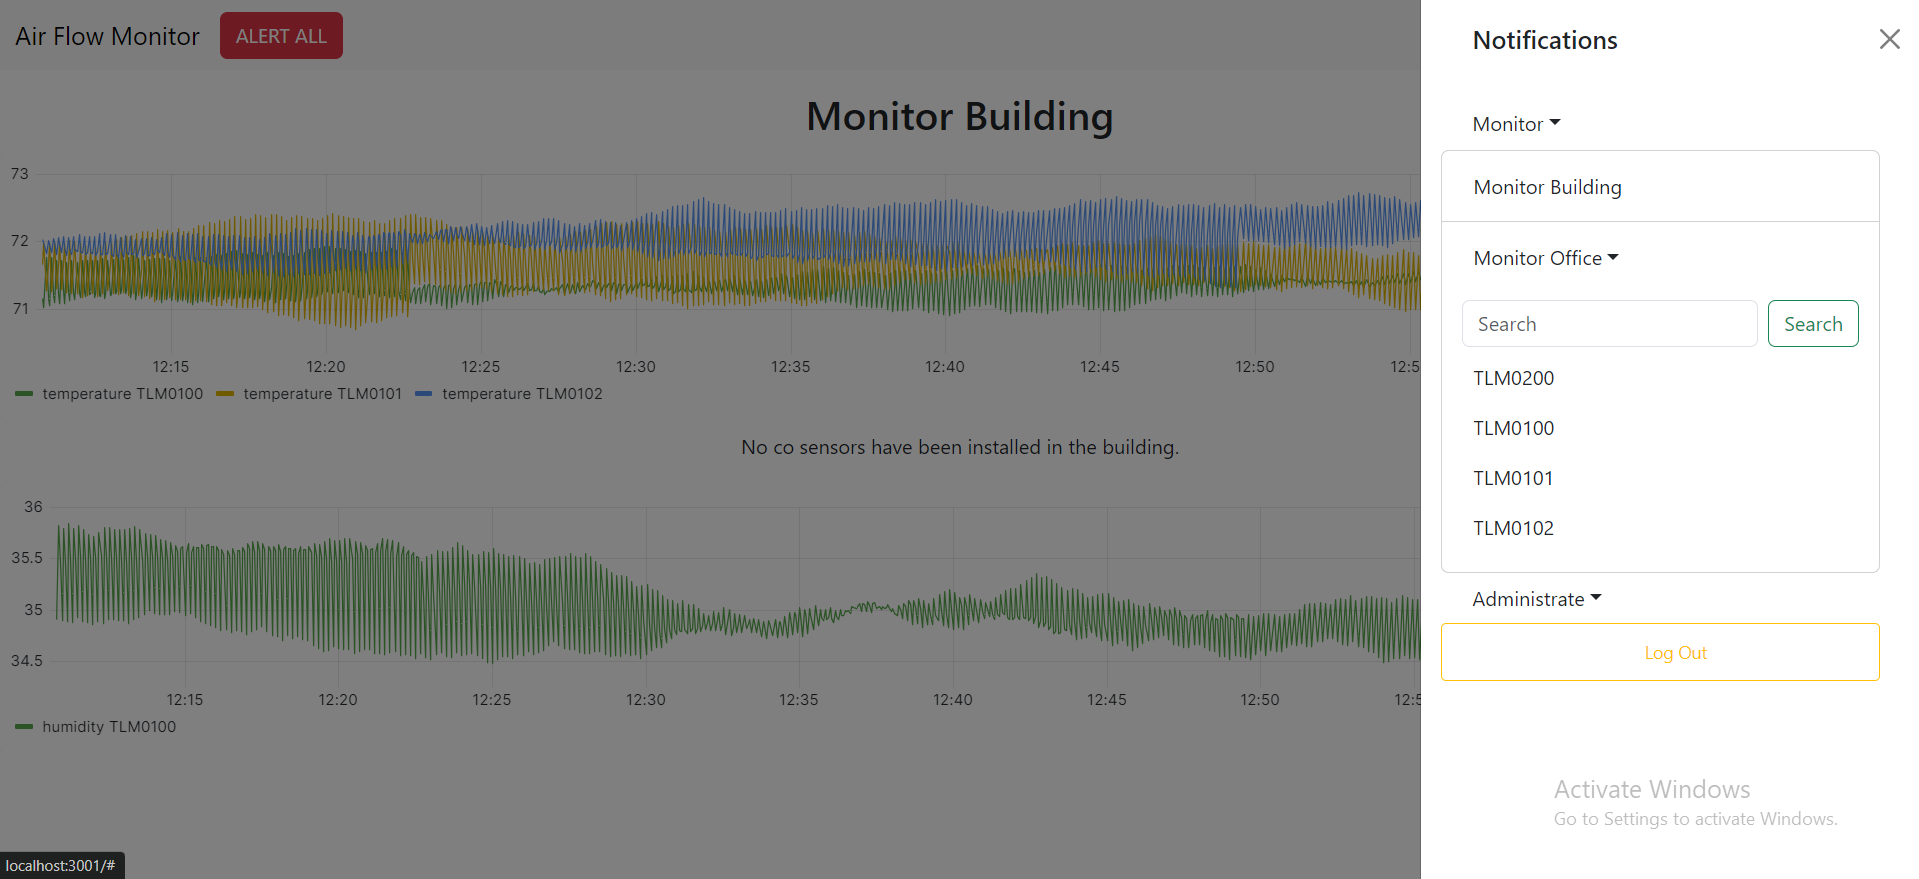 Air Flow Monitor
ALERT ALL
Monitor Building
73
72
71
12:15 12:20 12:25 12:30 12:35 12:40 12:45 12:50 12:5
temperature TLM0100 temperature TLM0101 temperature TLM0102
No co sensors have been installed in the building.
36
35.5
35
34.5
12:15 12:20 12:25 12:30 12:35 12:40 12:45 12:50 12:5
humidity TLM0100
localhost:3001/#
Notifications
Monitor
Monitor Building
Monitor Office
Search Search
TLM0200
TLM0100
TLM0101
TLM0102
Administrate
Log Out
Activate Windows
Go to Settings to activate Windows.